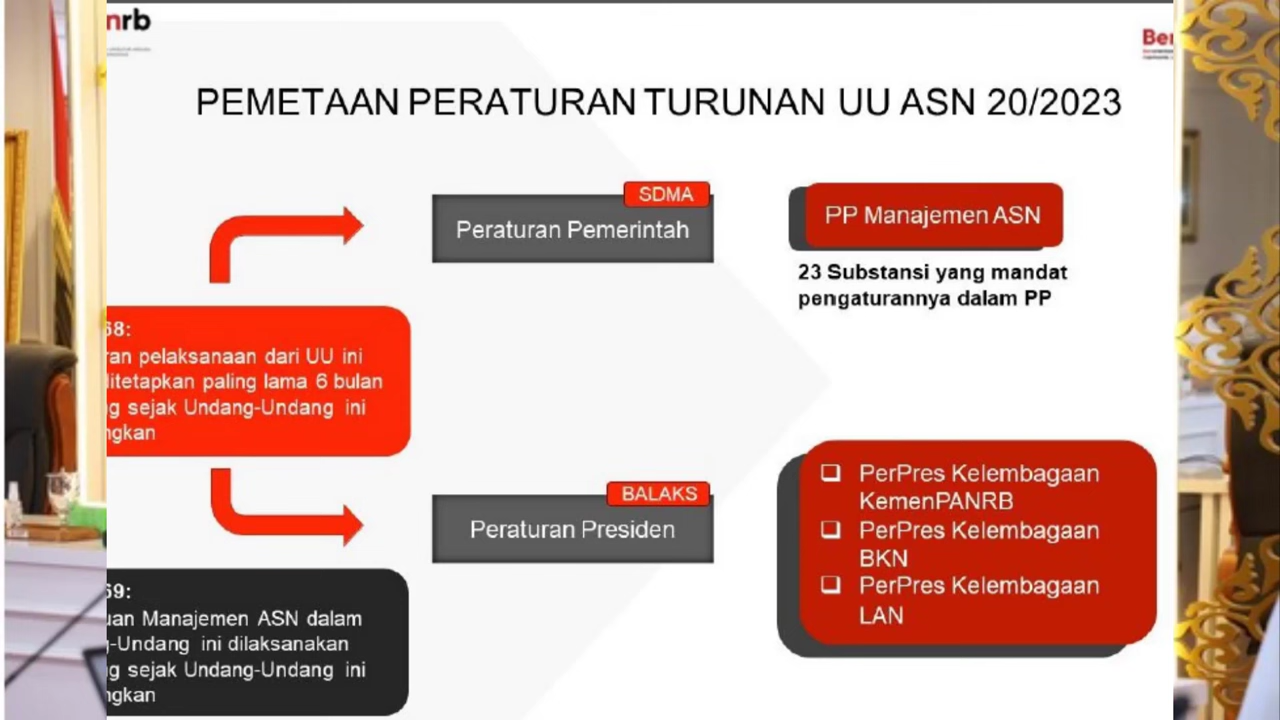 nrb
Ber
PEMETAAN PERATURAN TURUNAN UU ASN 20/2023
SDMA
Peraturan Pemerintah
PP Manajemen ASN
23 Substansi yang mandat
pengaturannya dalam PP
68:
ran pelaksanaan dari UU ini
ditetapkan paling lama 6 bulan
g sejak Undang-Undang ini
ngkan
BALAKS
Peraturan Presiden
❑ PerPres Kelembagaan
KemenPANRB
❑ PerPres Kelembagaan
BKN
❑ PerPres Kelembagaan
LAN
69:
uan Manajemen ASN dalam
g-Undang ini dilaksanakan
g sejak Undang-Undang ini
ngkan